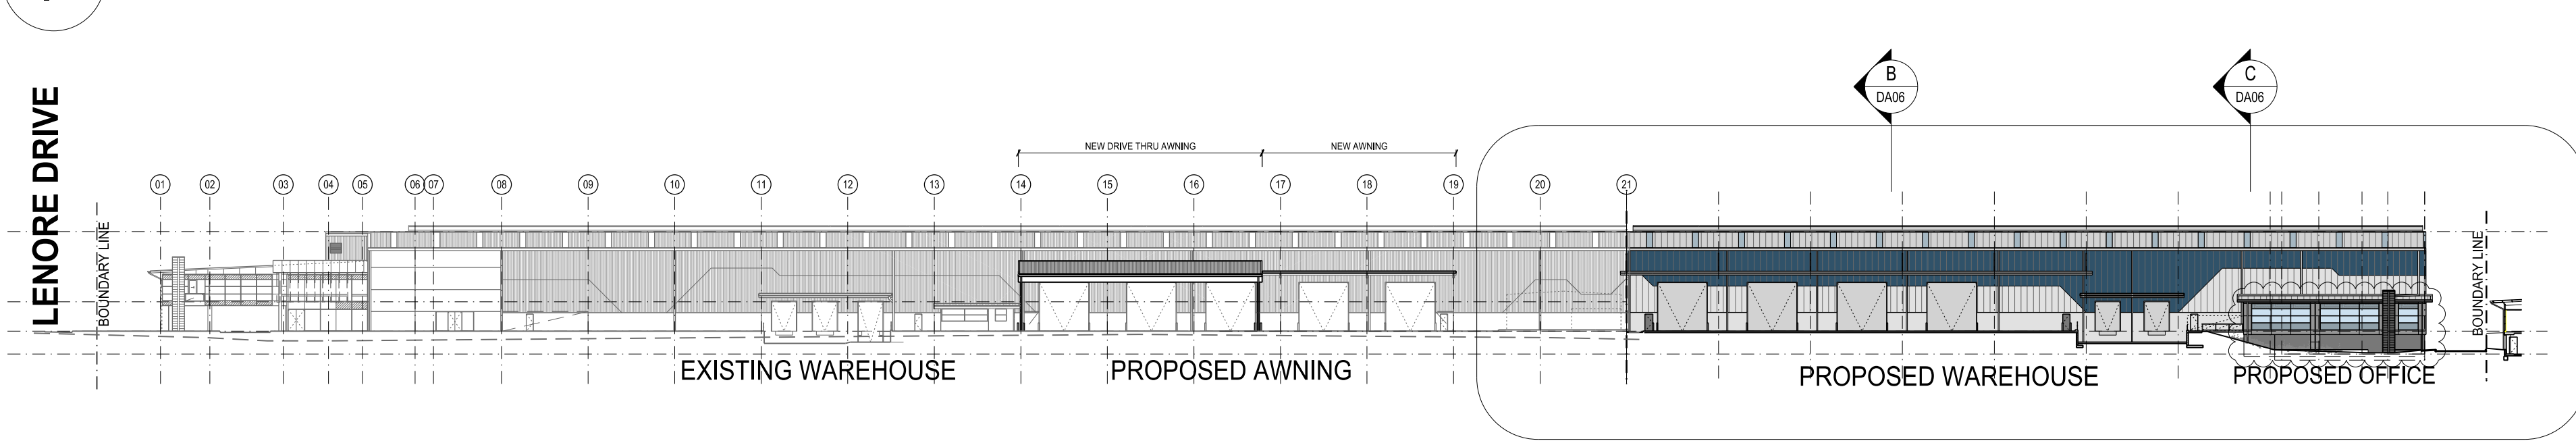 LENORE DRIVE
BOUNDARY LINE
B
DA06
C
DA06
NEW DRIVE THRU AWNING
NEW AWNING
01
02
03
04
05
06
07
08
09
10
11
12
13
14
15
16
17
18
19
20
21
BOUNDARY LINE
EXISTING WAREHOUSE
PROPOSED AWNING
PROPOSED WAREHOUSE
PROPOSED OFFICE